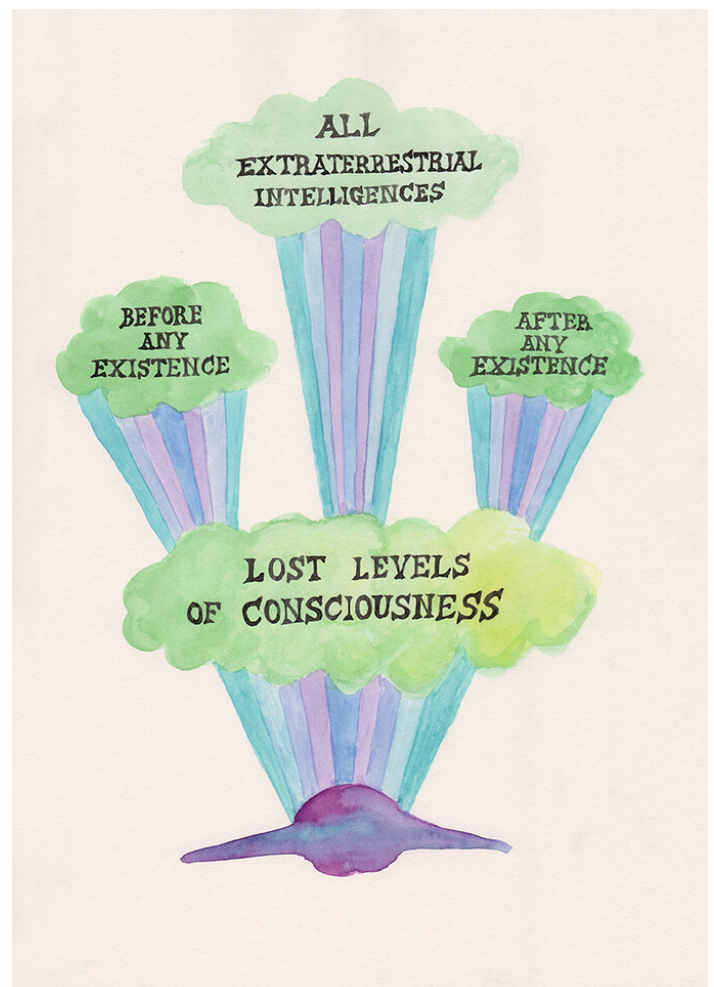 ALL
EXTRATERRESTRIAL
INTELLIGENCES
BEFORE
ANY
EXISTENCE
AFTER
ANY
EXISTENCE
LOST LEVELS
OF CONSCIOUSNESS